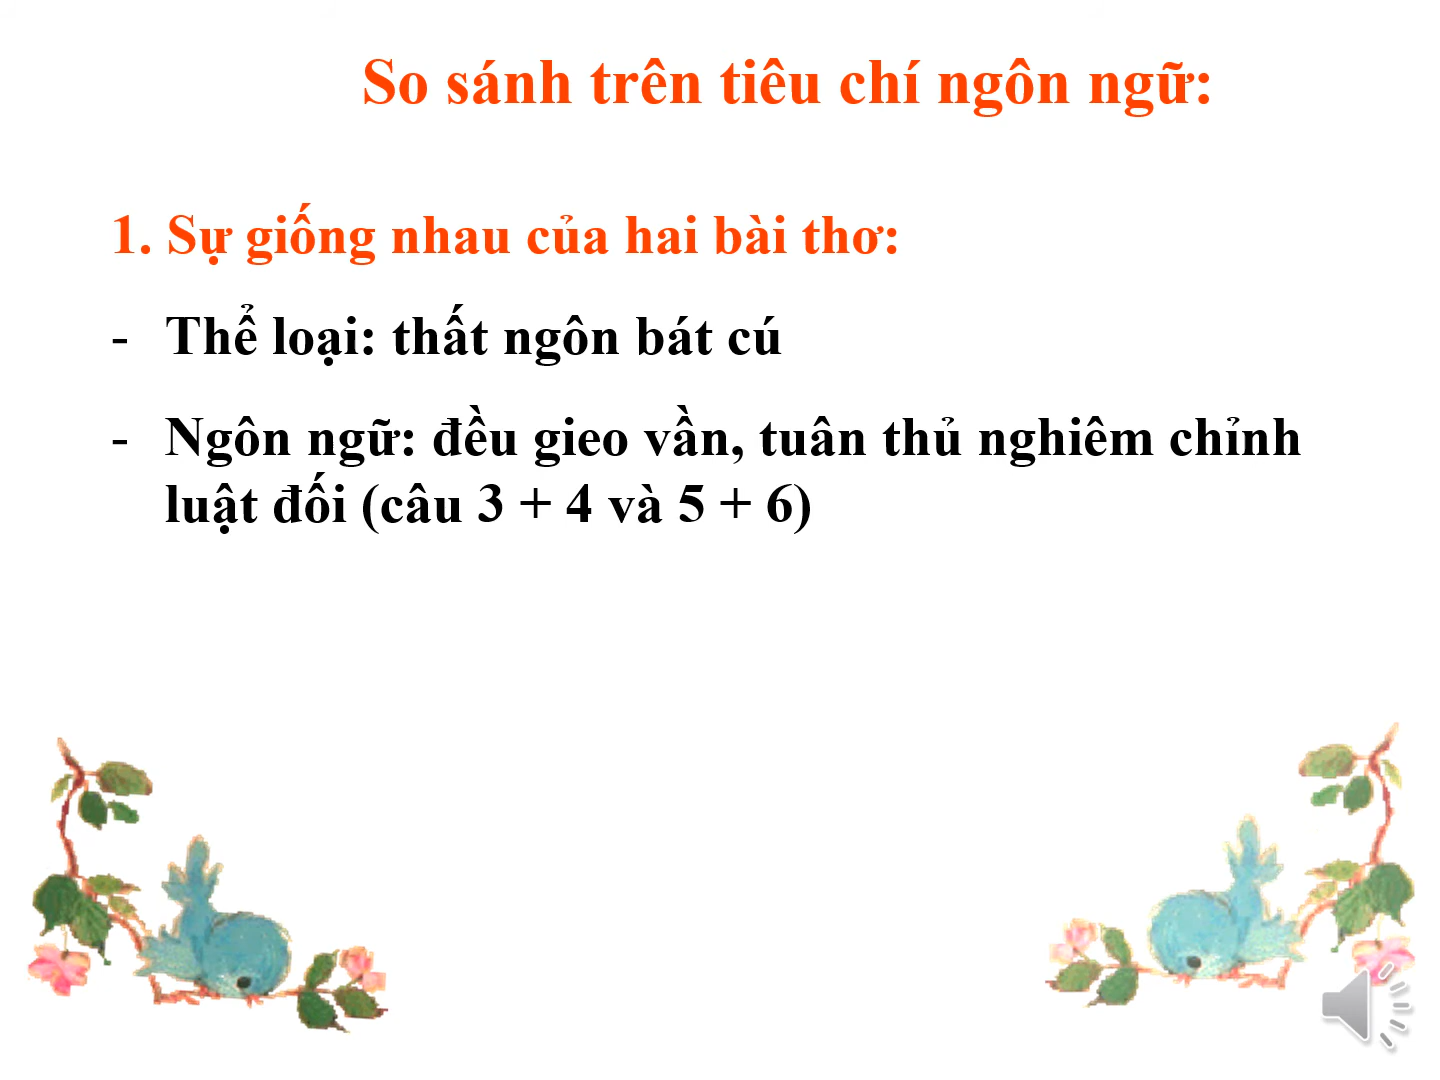 So sánh trên tiêu chí ngôn ngữ:
1. Sự giống nhau của hai bài thơ:
- Thể loại: thất ngôn bát cú
- Ngôn ngữ: đều gieo vần, tuân thủ nghiêm chỉnh
luật đối (câu 3 + 4 và 5 + 6)